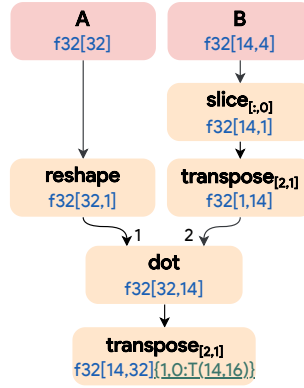 A
f32[32]
B
f32[14,4]
slice[:,0]
f32[14,1]
reshape
f32[32,1]
transpose[2,1]
f32[1,14]
1
2
dot
f32[32,14]
transpose[2,1]
f32[14,32]{1,0:T(14,16)}